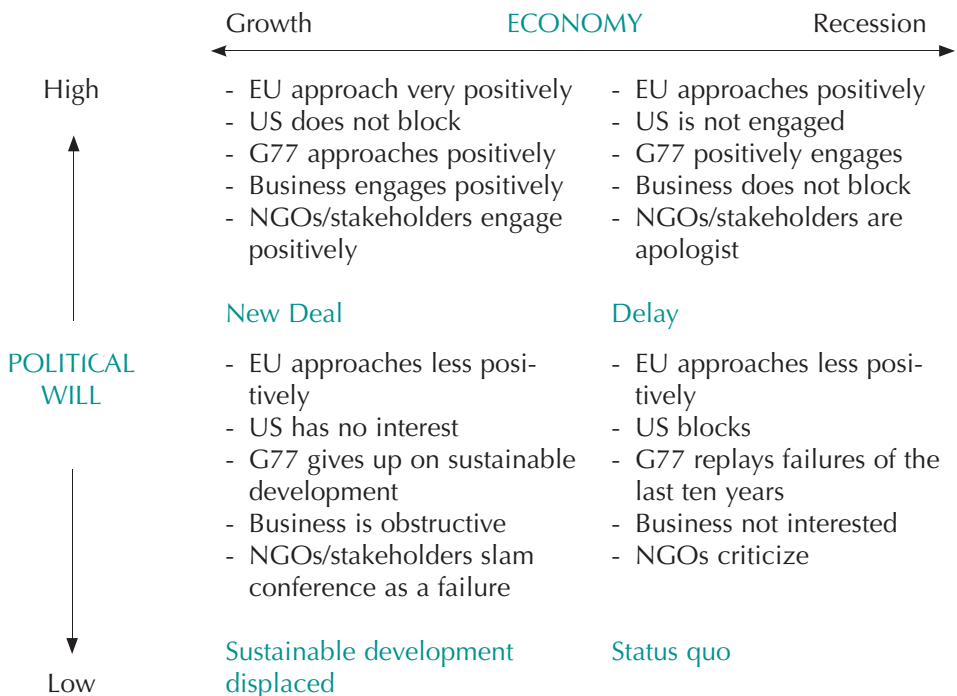 Growth ECONOMY Recession
High
- EU approach very positively
- US does not block
- G77 approaches positively
- Business engages positively
- NGOs/stakeholders engage
positively
New Deal
- EU approaches positively
- US is not engaged
- G77 positively engages
- Business does not block
- NGOs/stakeholders are
apologist
Delay
POLITICAL
WILL
- EU approaches less posi-
tively
- US has no interest
- G77 gives up on sustainable
development
- Business is obstructive
- NGOs/stakeholders slam
conference as a failure
Sustainable development
displaced
- EU approaches less posi-
tively
- US blocks
- G77 replays failures of the
last ten years
- Business not interested
- NGOs criticize
Status quo
Low